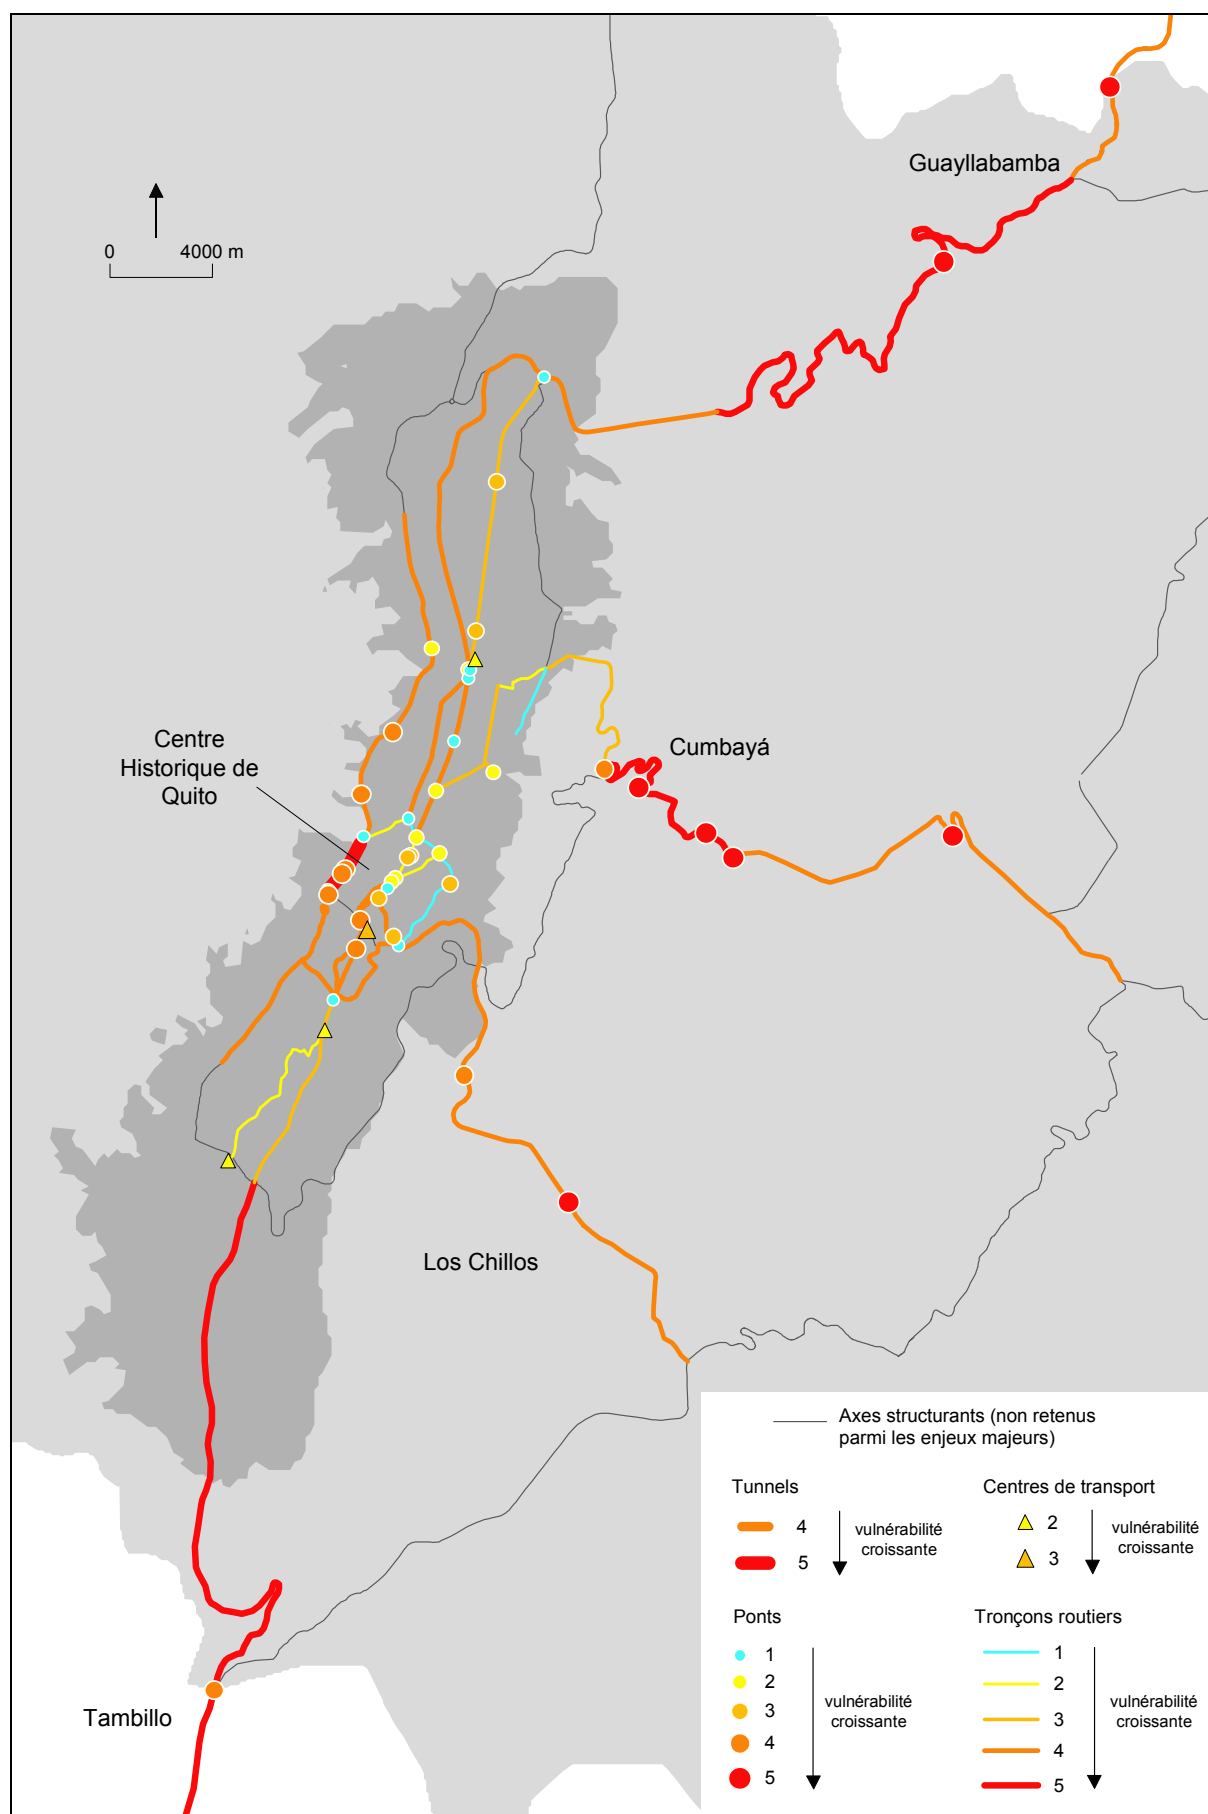 Guayllabamba
0 4000 m
Cumbayá
Centre
Historique de
Quito
Los Chillos
Tambillo
Axes structurants (non retenus
parmi les enjeux majeurs)
Tunnels
4
5
vulnérabilité
croissante
Centres de transport
2
3
vulnérabilité
croissante
Ponts
1
2
3
4
5
vulnérabilité
croissante
Tronçons routiers
1
2
3
4
5
vulnérabilité
croissante